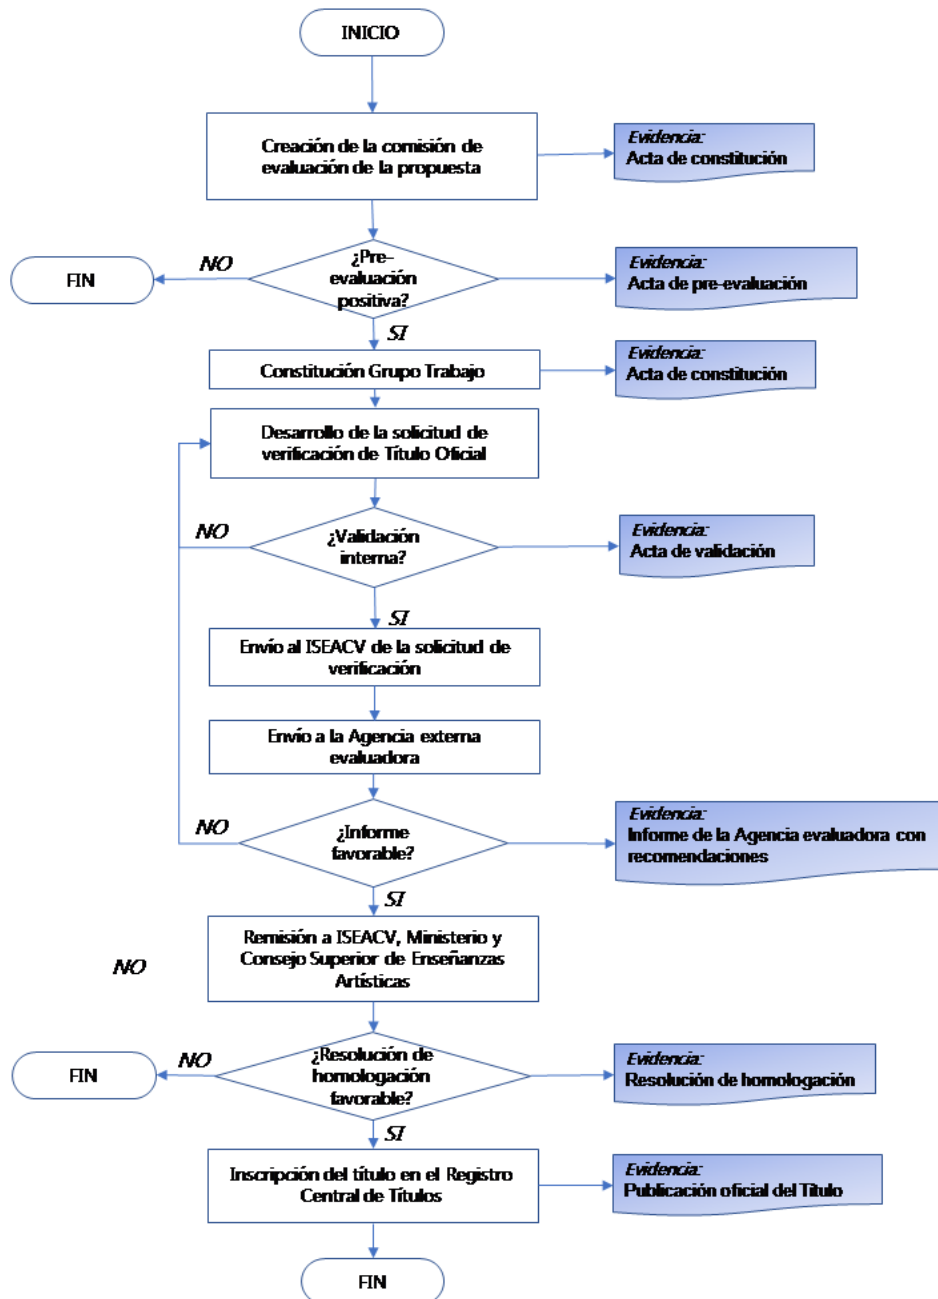 INICIO
Creación de la comisión de
evaluación de la propuesta
Evidencia:
Acta de constitución
¿Pre-
evaluación
positiva?
NO
FIN
Evidencia:
Acta de pre-evaluación
SI
Constitución Grupo Trabajo
Evidencia:
Acta de constitución
Desarrollo de la solicitud de
verificación de Título Oficial
NO
¿Validación
interna?
Evidencia:
Acta de validación
SI
Envío al ISEACV de la solicitud de
verificación
Envío a la Agencia externa
evaluadora
NO
¿Informe
favorable?
Evidencia:
Informe de la Agencia evaluadora con
recomendaciones
SI
Remisión a ISEACV, Ministerio y
Consejo Superior de Enseñanzas
Artísticas
NO
¿Resolución de
homologación
favorable?
NO
FIN
Evidencia:
Resolución de homologación
SI
Inscripción del título en el Registro
Central de Títulos
Evidencia:
Publicación oficial del Título
FIN